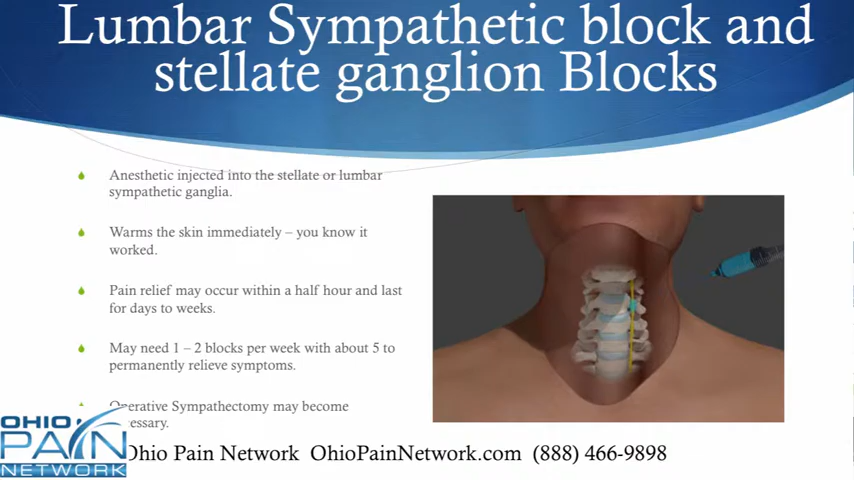 Lumbar Sympathetic block and
stellate ganglion Blocks
Anesthetic injected into the stellate or lumbar
sympathetic ganglia.
Warms the skin immediately – you know it
worked.
Pain relief may occur within a half hour and last
for days to weeks.
May need 1 – 2 blocks per week with about 5 to
permanently relieve symptoms.
Operative Sympathectomy may become
cessary.
OHIO
PAIN
NETWORK
Ohio Pain Network OhioPainNetwork.com (888) 466-9898